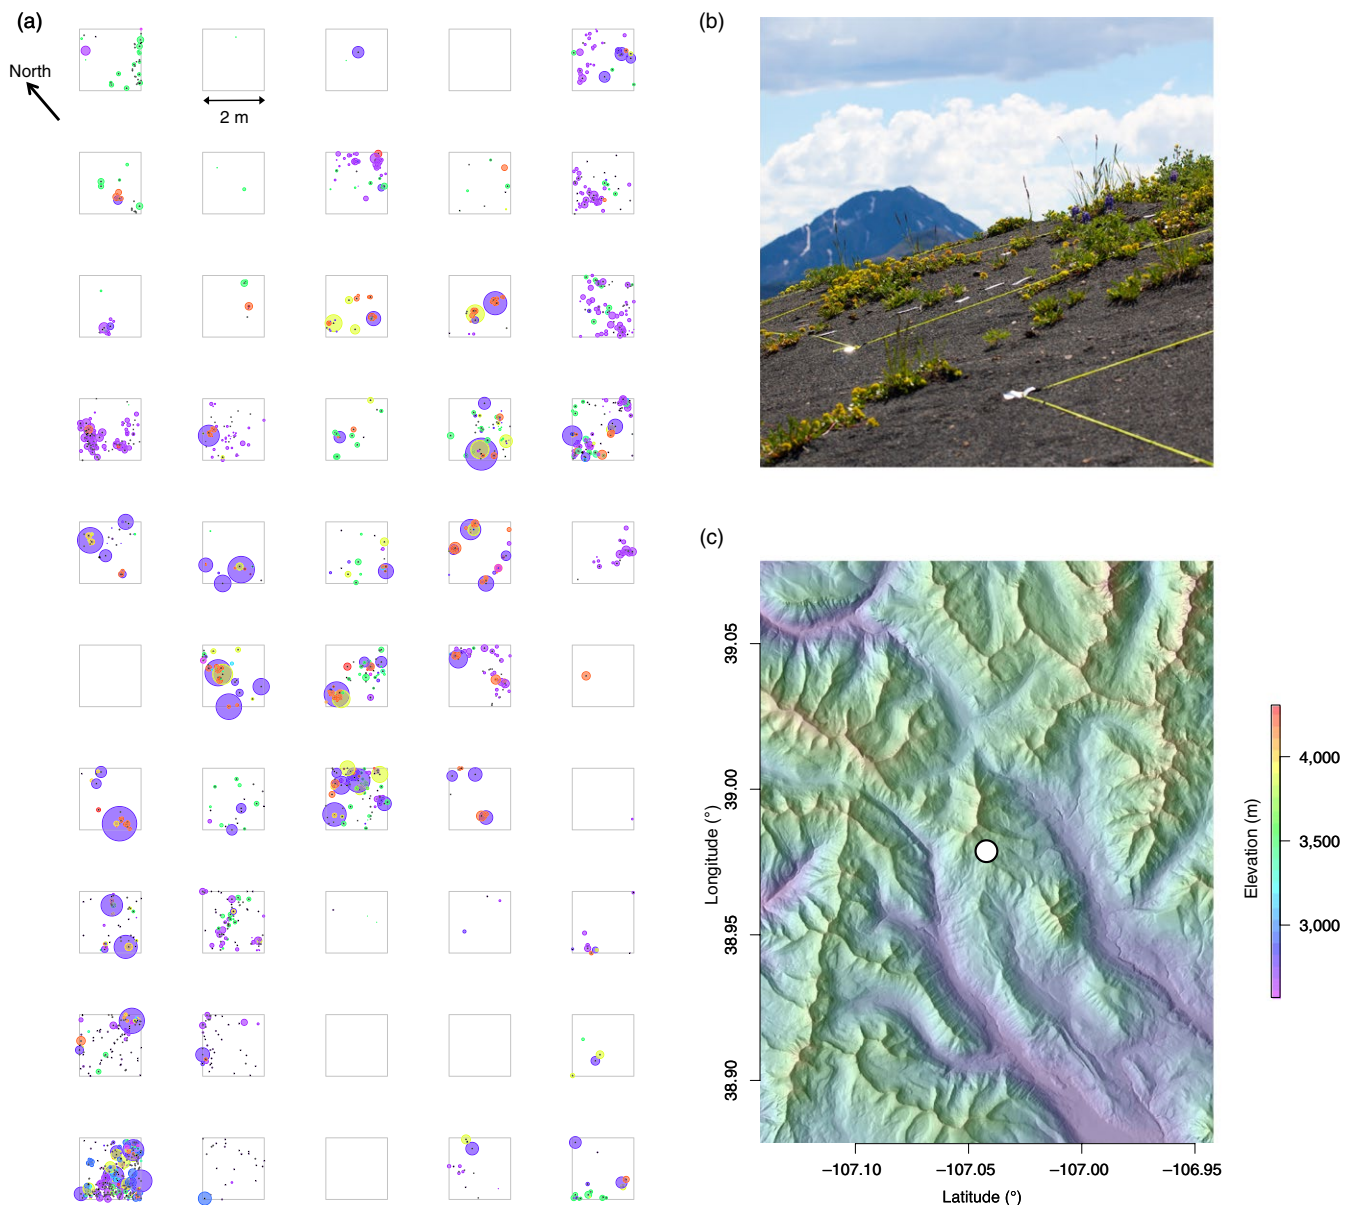 (a)
North
2 m
(b)
(c)
39.05
39.00
38.95
38.90
Longitude (°)
−107.10
−107.05
−107.00
−106.95
Latitude (°)
Elevation (m)
4,000
3,500
3,000